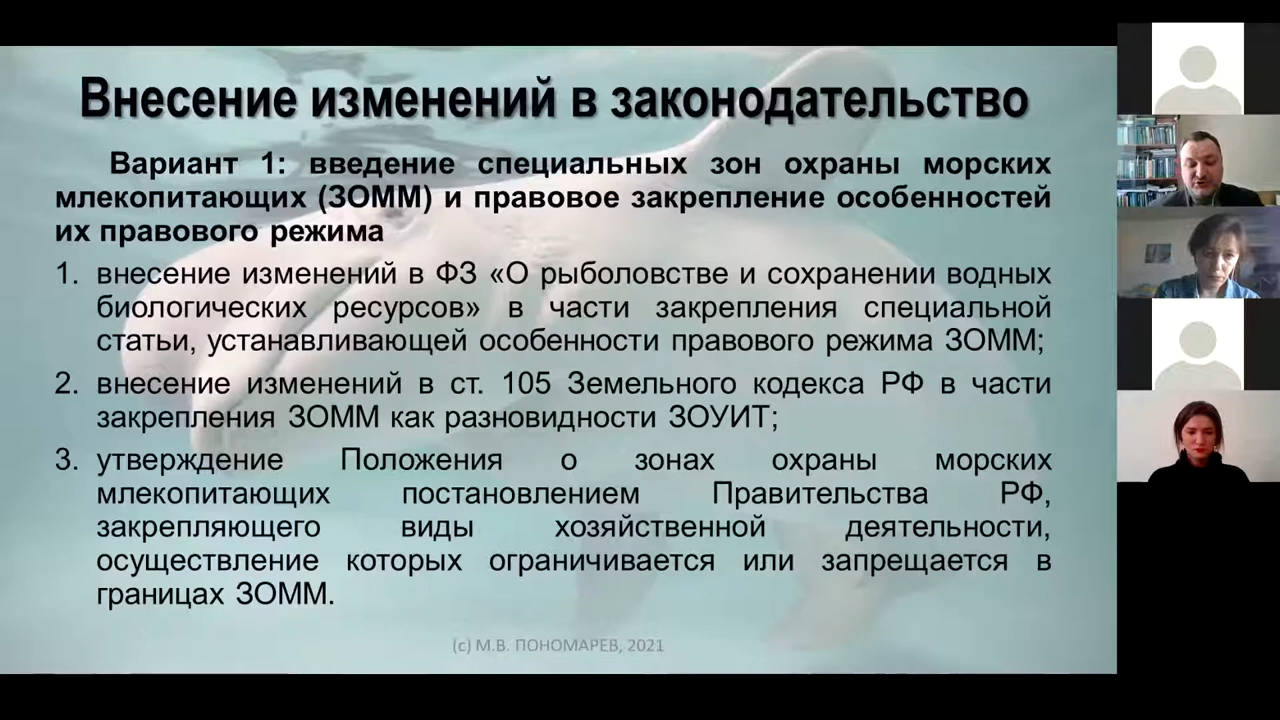 Внесение изменений в законодательство
Вариант 1: введение специальных зон охраны морских
млекопитающих (ЗОММ) и правовое закрепление особенностей
их правового режима
1. внесение изменений в ФЗ «О рыболовстве и сохранении водных
биологических ресурсов» в части закрепления специальной
статьи, устанавливающей особенности правового режима ЗОММ;
2. внесение изменений в ст. 105 Земельного кодекса РФ в части
закрепления ЗОММ как разновидности ЗОУИТ;
3. утверждение Положения о зонах охраны морских
млекопитающих постановлением Правительства РФ,
закрепляющего виды хозяйственной деятельности,
осуществление которых ограничивается или запрещается в
границах ЗОММ.
(с) М.В. ПОНОМАРЕВ, 2021